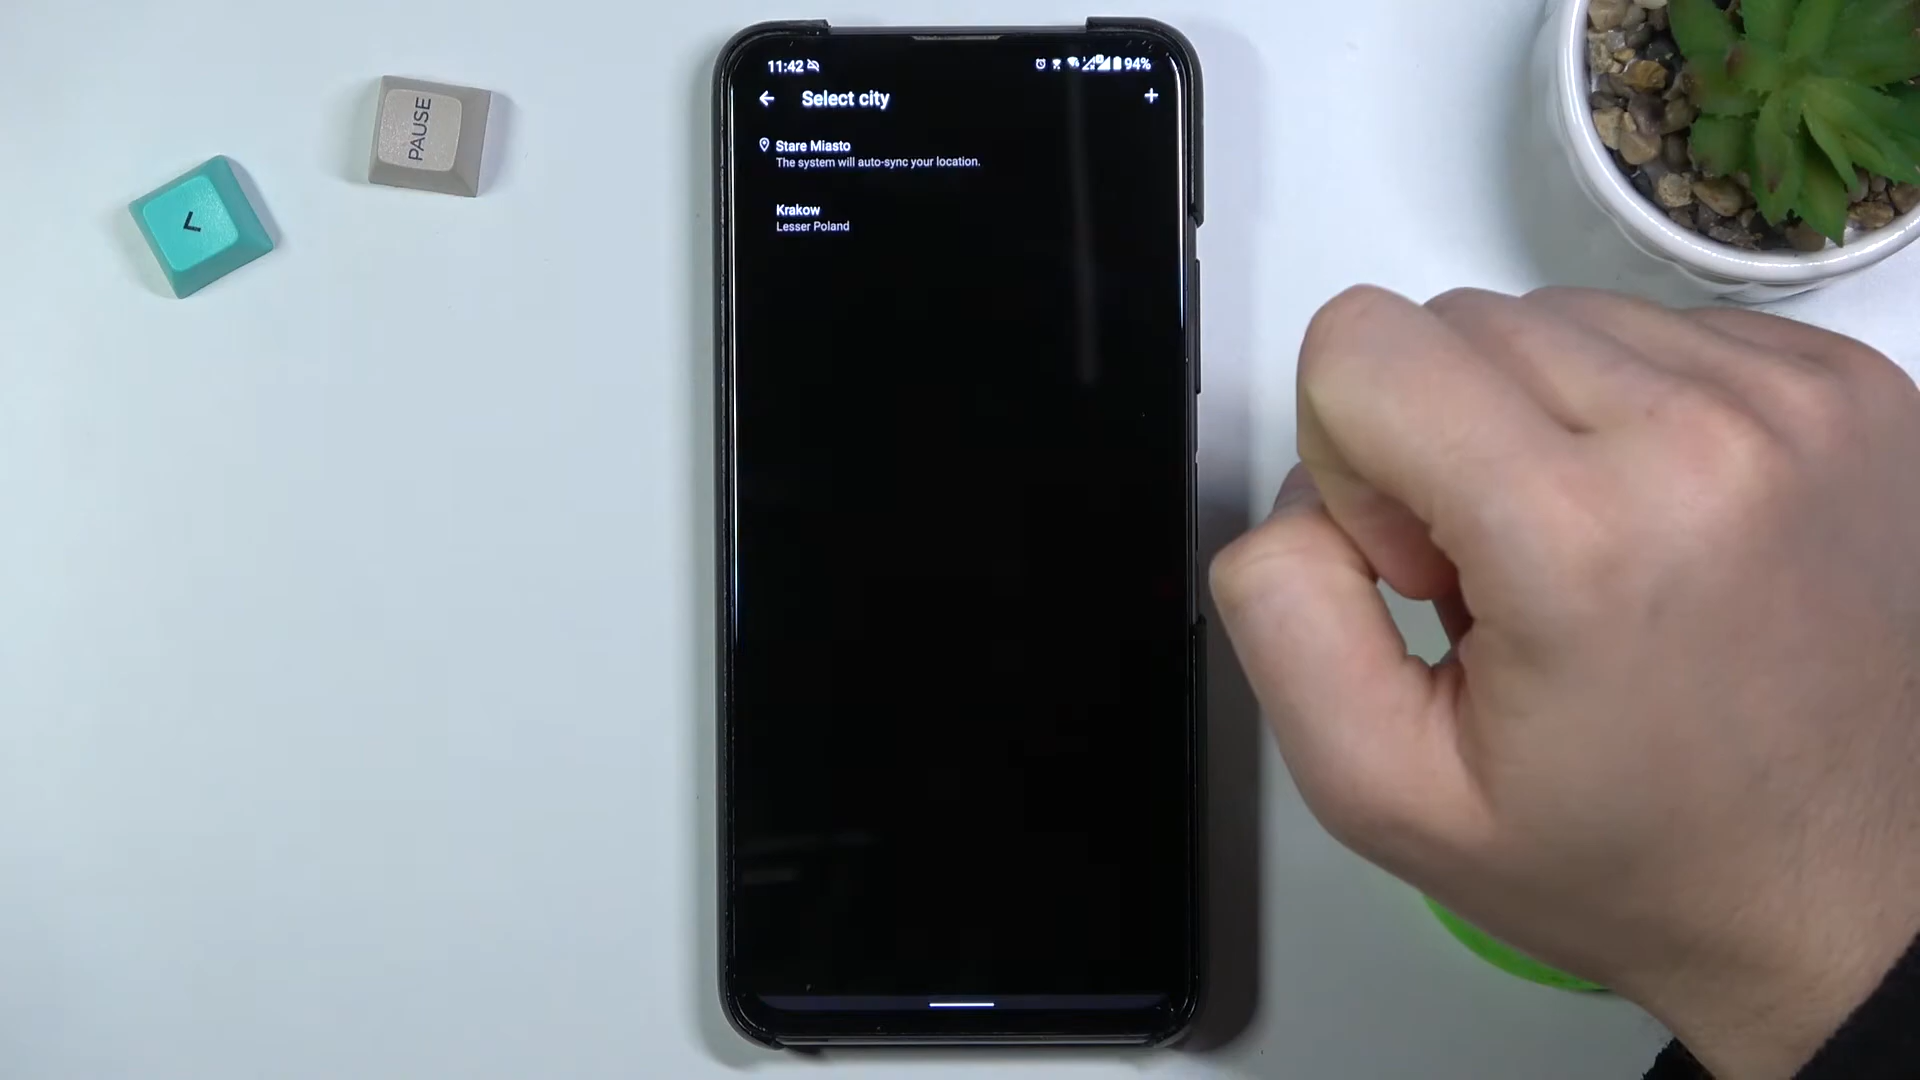 PAUSE
<
11:42 94%
Select city +
Stare Miasto
The system will auto-sync your location.
Krakow
Lesser Poland